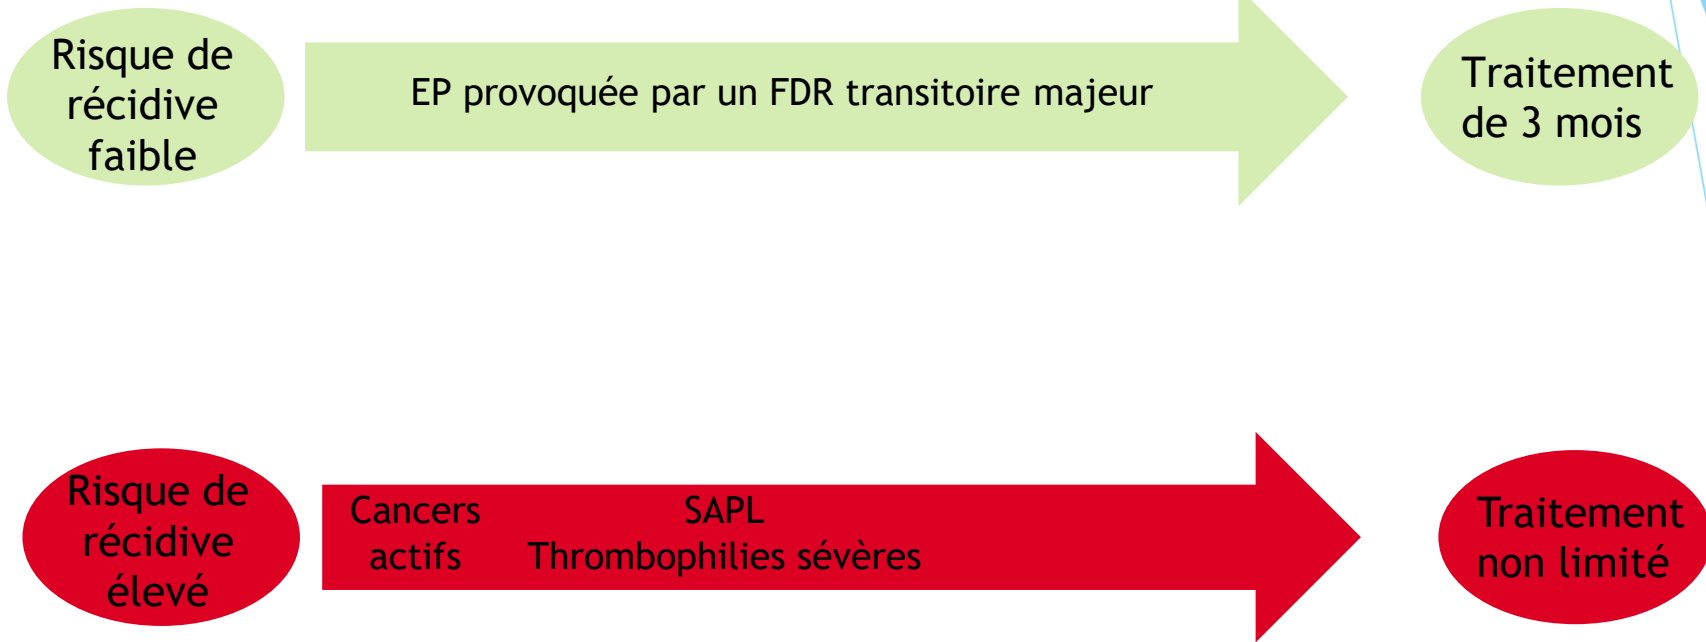 Risque de
récidive
faible
EP provoquée par un FDR transitoire majeur
Traitement
de 3 mois
Risque de
récidive
élevé
Cancers
actifs
SAPL
Thrombophilies sévères
Traitement
non limité